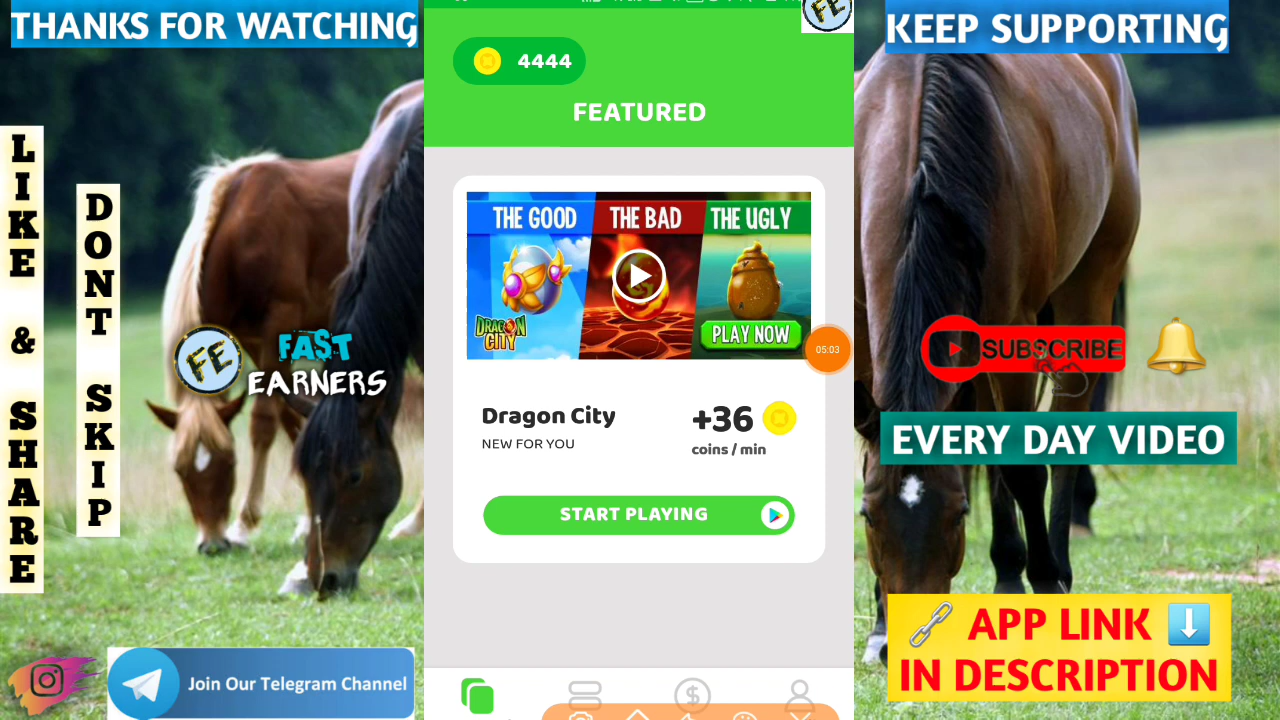 THANKS FOR WATCHING
LIKE & SHARE
DONT SKIP
FE
FAST
EARNERS
Join Our Telegram Channel
FE
4444
FEATURED
THE GOOD
THE BAD
THE UGLY
DRAGON
CITY
PLAY NOW
05:03
Dragon City
NEW FOR YOU
+36
coins / min
START PLAYING
KEEP SUPPORTING
SUBSCRIBE
EVERY DAY VIDEO
APP LINK
IN DESCRIPTION